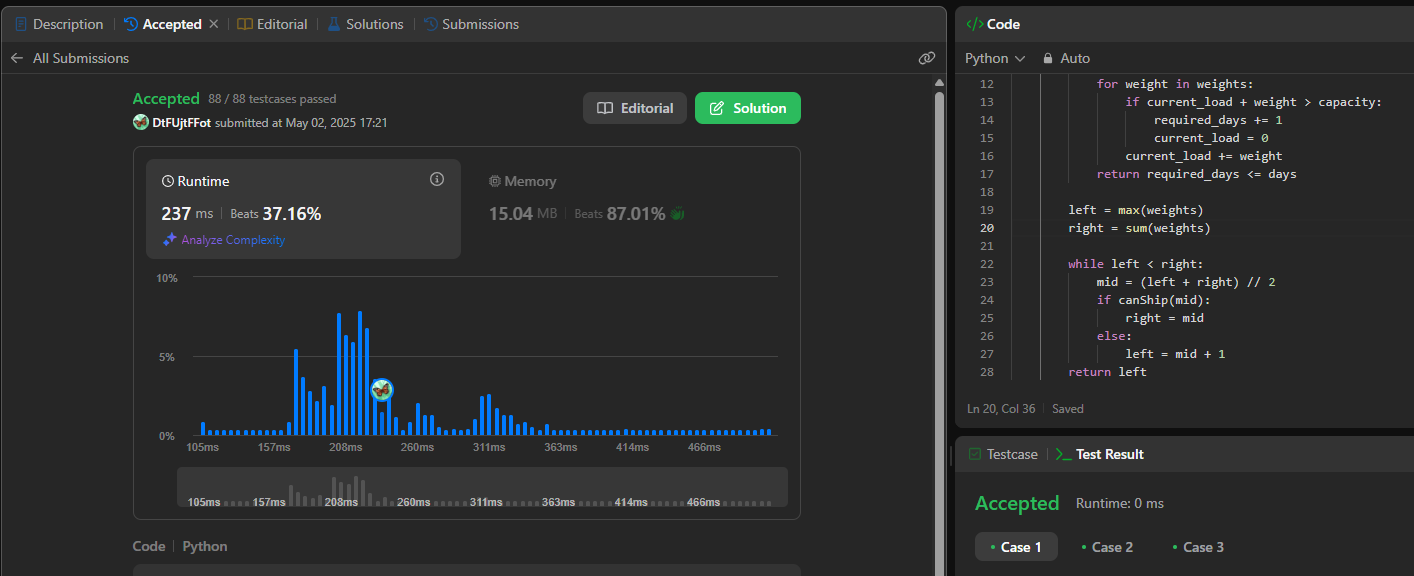 Description Accepted Editorial Solutions Submissions
All Submissions
Accepted 88 / 88 testcases passed
DtFUjtFFot submitted at May 02, 2025 17:21
Editorial Solution
Runtime
237 ms Beats 37.16%
Analyze Complexity
Memory
15.04 MB Beats 87.01%
10%
5%
0%
105ms 157ms 208ms 260ms 311ms 363ms 414ms 466ms
105ms 157ms 208ms 260ms 311ms 363ms 414ms 466ms
Code Python
</> Code
Python Auto
12 for weight in weights:
13 if current_load + weight > capacity:
14 required_days += 1
15 current_load = 0
16 current_load += weight
17 return required_days <= days
18
19 left = max(weights)
20 right = sum(weights)
21
22 while left < right:
23 mid = (left + right) // 2
24 if canShip(mid):
25 right = mid
26 else:
27 left = mid + 1
28 return left
Ln 20, Col 36 Saved
Testcase Test Result
Accepted Runtime: 0 ms
Case 1 Case 2 Case 3